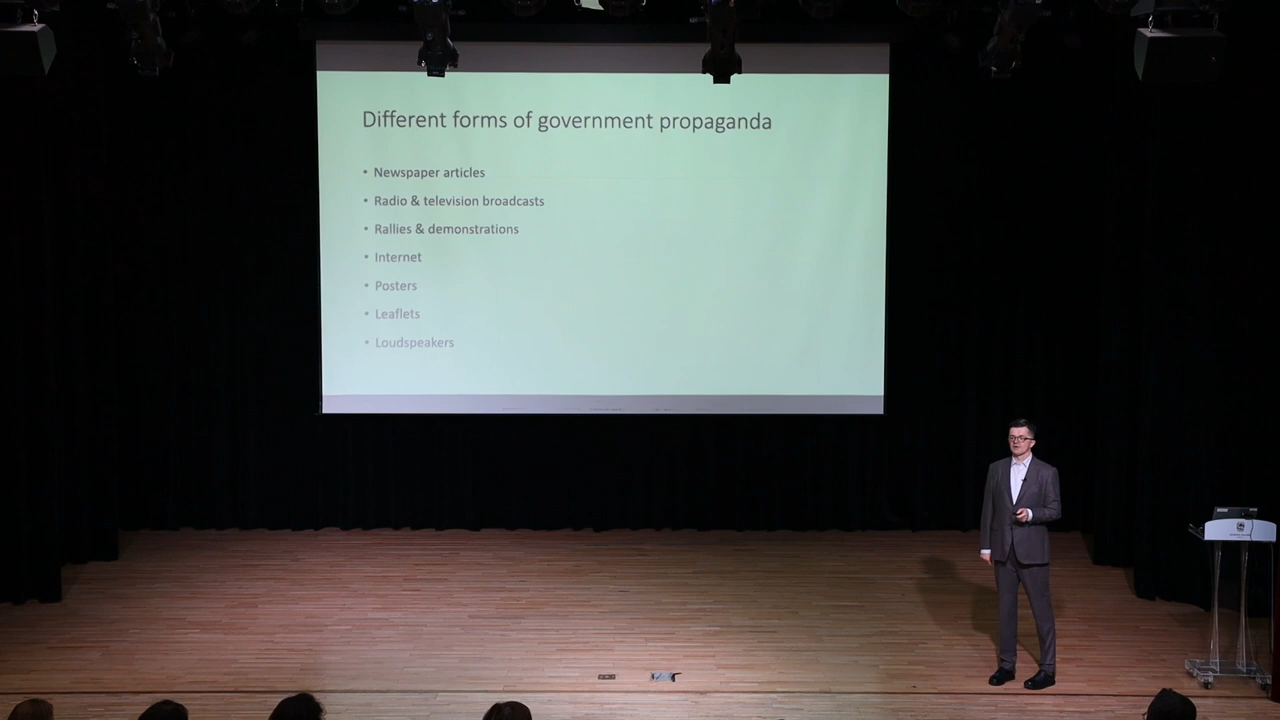 Different forms of government propaganda
• Newspaper articles
• Radio & television broadcasts
• Rallies & demonstrations
• Internet
• Posters
• Leaflets
• Loudspeakers